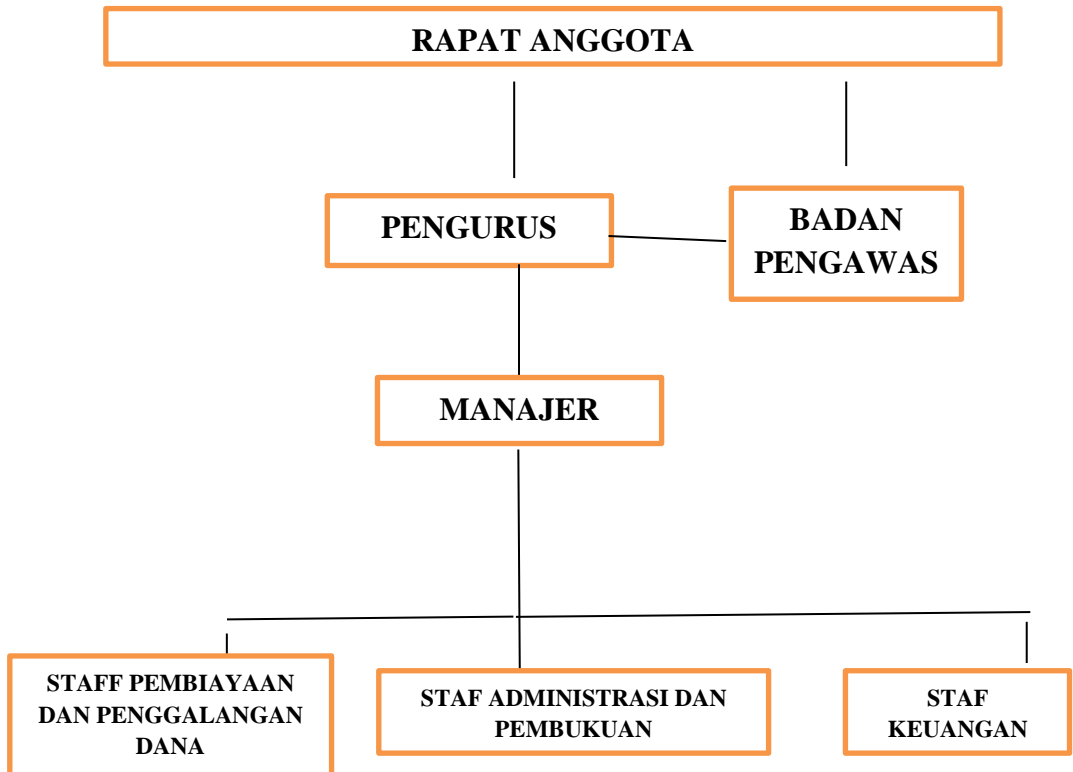 RAPAT ANGGOTA
PENGURUS
BADAN
PENGAWAS
MANAJER
STAFF PEMBIAYAAN
DAN PENGGALANGAN
DANA
STAF ADMINISTRASI DAN
PEMBUKUAN
STAF
KEUANGAN